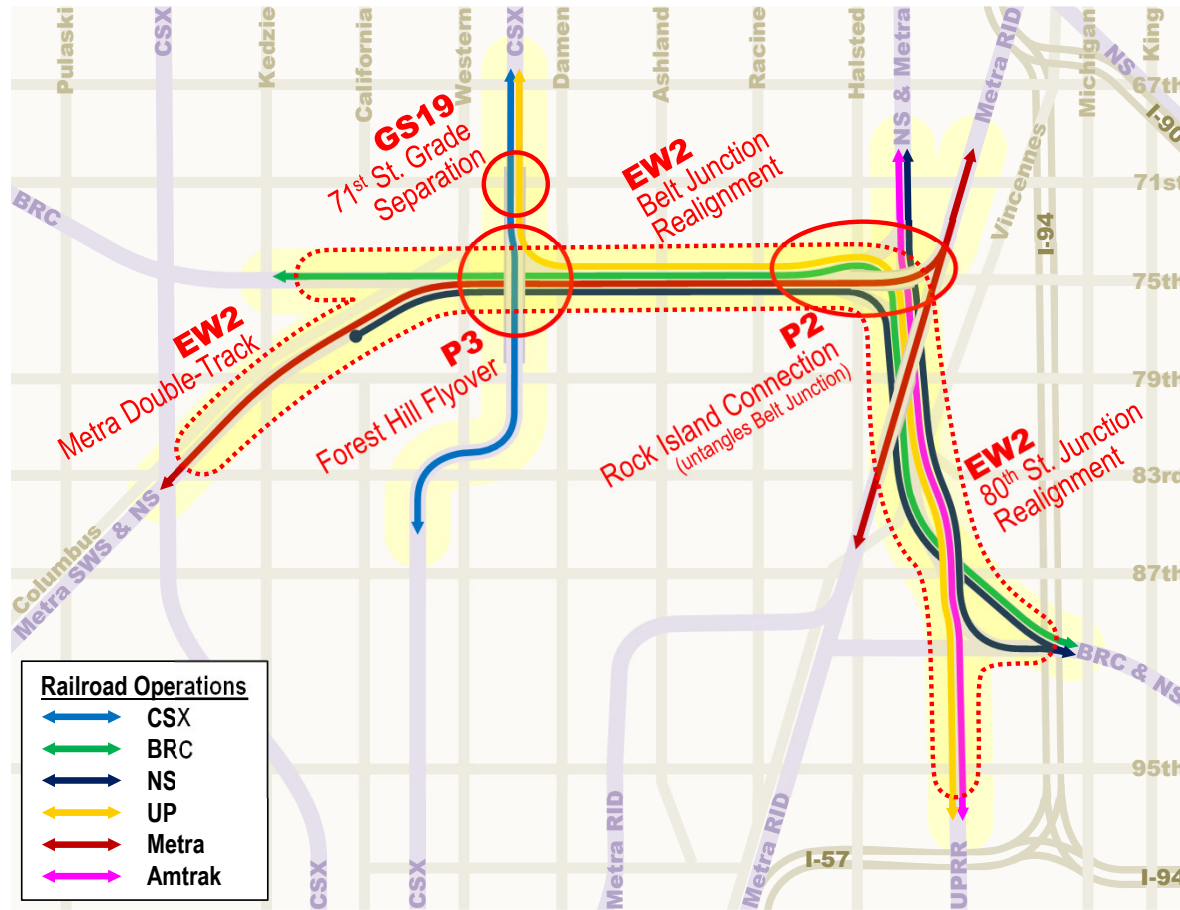 Pulaski
CSX
Kedzie
California
Western
CSX
Damen
Ashland
Racine
Halsted
NS & Metra
Metra RID
NS
Michigan
King
67th
I-90
GS19
71st St. Grade
Separation
EW2
Belt Junction
Realignment
Vincennes
71st
I-94
BRC
75th
EW2
Metra Double-Track
P3
Forest Hill Flyover
P2
Rock Island Connection
(untangles Belt Junction)
79th
EW2
80th St. Junction
Realignment
83rd
Columbus
Metra SWS & NS
87th
BRC & NS
95th
Railroad Operations
CSX
BRC
NS
UP
Metra
Amtrak
CSX
CSX
Metra RID
Metra RID
I-57
UPRR
I-94